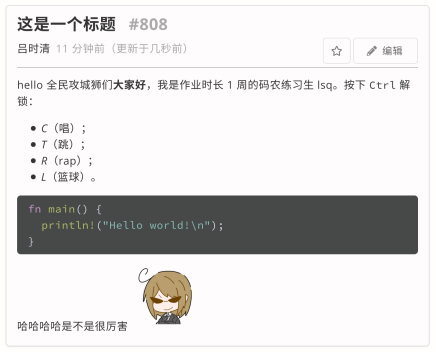 这是一个标题 #808
吕时清 11 分钟前（更新于几秒前）
编辑
hello 全民攻城狮们大家好，我是作业时长 1 周的码农练习生 lsq。按下 Ctrl 解
锁：
• C（唱）；
• T（跳）；
• R（rap）；
• L（篮球）。
fn main() {
  println!("Hello world!\n");
}
哈哈哈哈是不是很厉害